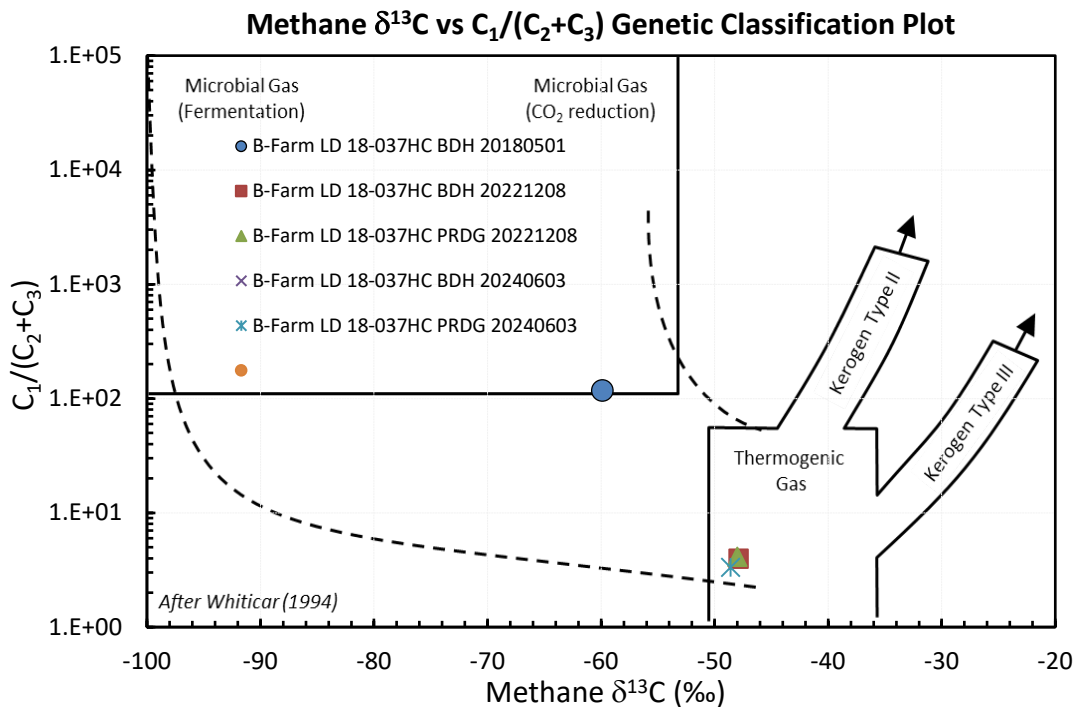 Methane δ¹³C vs C₁/(C₂+C₃) Genetic Classification Plot
1.E+05
1.E+04
1.E+03
1.E+02
1.E+01
1.E+00
C₁/(C₂+C₃)
Microbial Gas
(Fermentation)
Microbial Gas
(CO₂ reduction)
B-Farm LD 18-037HC BDH 20180501
B-Farm LD 18-037HC BDH 20221208
B-Farm LD 18-037HC PRDG 20221208
B-Farm LD 18-037HC BDH 20240603
B-Farm LD 18-037HC PRDG 20240603
Kerogen Type II
Kerogen Type III
Thermogenic
Gas
After Whiticar (1994)
-100 -90 -80 -70 -60 -50 -40 -30 -20
Methane δ¹³C (‰)